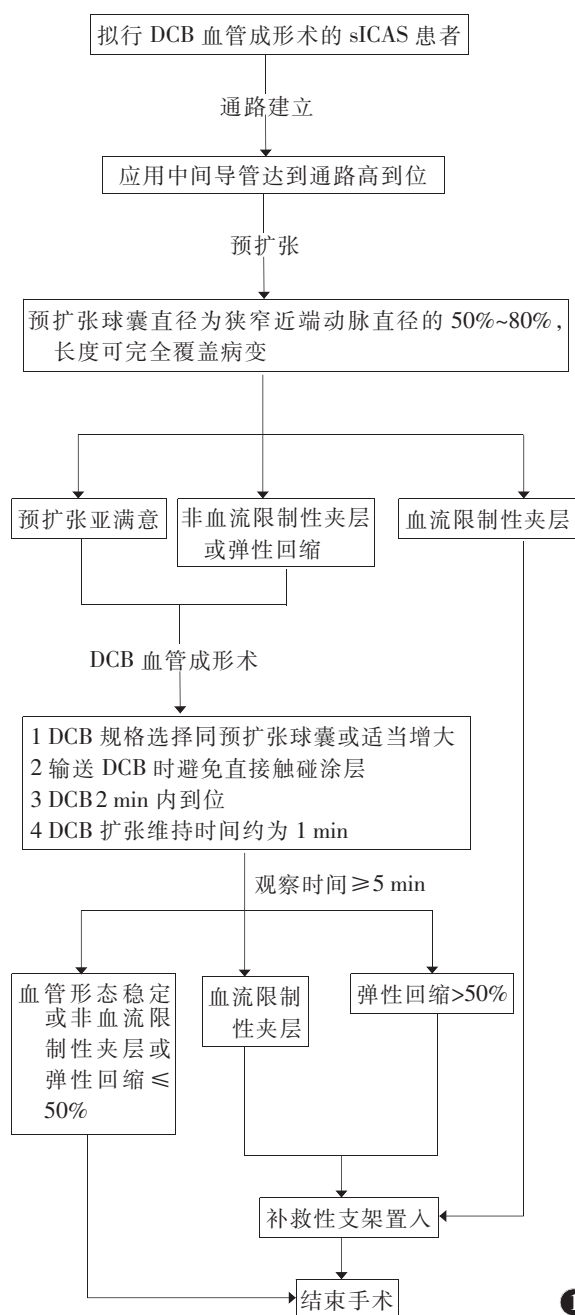 拟行 DCB 血管成形术的 sICAS 患者
通路建立
应用中间导管达到通路高到位
预扩张
预扩张球囊直径为狭窄近端动脉直径的 50%~80%,
长度可完全覆盖病变
预扩张亚满意
非血流限制性夹层
或弹性回缩
血流限制性夹层
DCB 血管成形术
1 DCB 规格选择同预扩张球囊或适当增大
2 输送 DCB 时避免直接触碰涂层
3 DCB 2 min 内到位
4 DCB 扩张维持时间约为 1 min
观察时间≥5 min
血管形态稳定
或非血流限
制性夹层或
弹性回缩≤
50%
血流限制
性夹层
弹性回缩>50%
补救性支架置入
结束手术
1